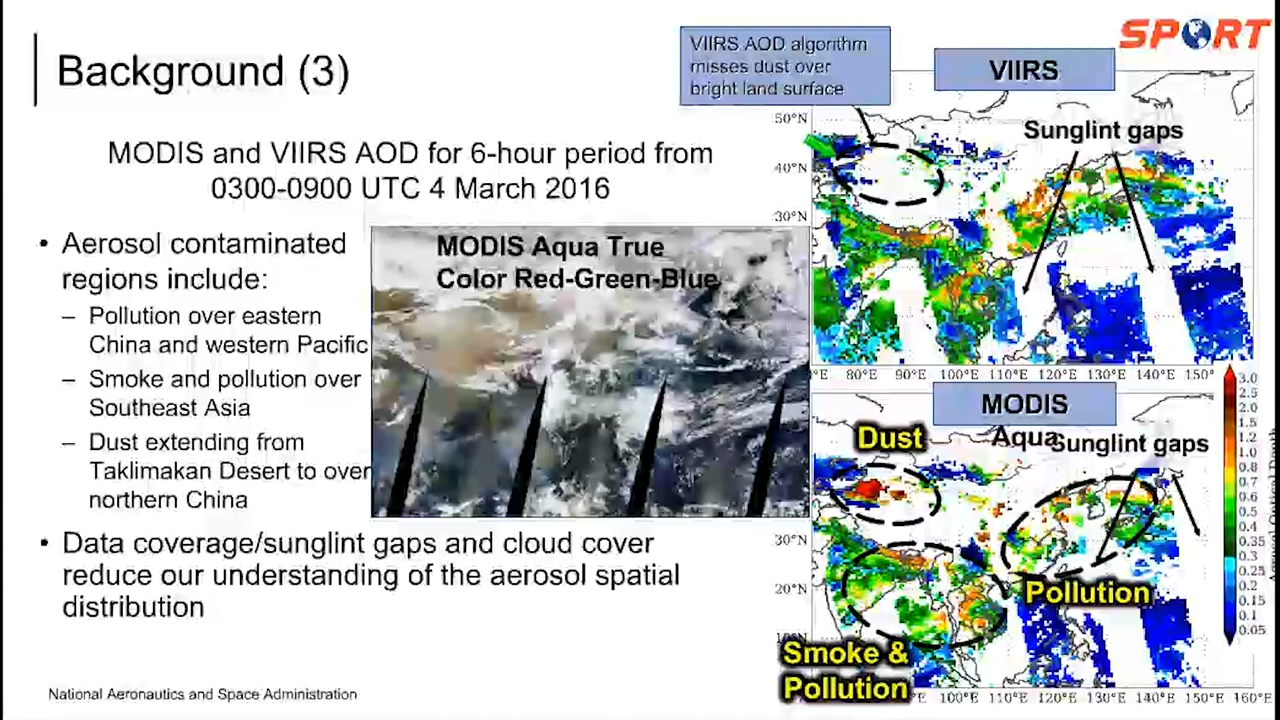 SPORT
Background (3)
VIIRS AOD algorithm
misses dust over
bright land surface
VIIRS
Sunglint gaps
MODIS and VIIRS AOD for 6-hour period from
0300-0900 UTC 4 March 2016
• Aerosol contaminated
regions include:
– Pollution over eastern
China and western Pacific
– Smoke and pollution over
Southeast Asia
– Dust extending from
Taklimakan Desert to over
northern China
• Data coverage/sunglint gaps and cloud cover
reduce our understanding of the aerosol spatial
distribution
MODIS Aqua True
Color Red-Green-Blue
50°N
40°N
30°N
80°E 90°E 100°E 110°E 120°E 130°E 140°E 150°
MODIS
Aqua
Sunglint gaps
Dust
Pollution
Smoke &
Pollution
30°N
20°N
10°N
100°E 110°E 120°E 130°E 140°E 150°E 160°E
3.0
2.5
2.0
1.5
1.2
1.0
0.8
0.7
0.6
0.5
0.45
0.4
0.35
0.3
0.25
0.2
0.15
0.1
0.05
National Aeronautics and Space Administration